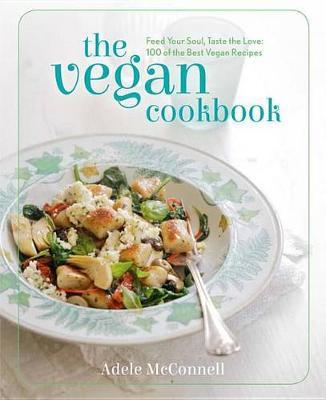 Feed Your Soul, Taste the Love:
100 of the Best Vegan Recipes
the
vegan
cookbook
Adele McConnell